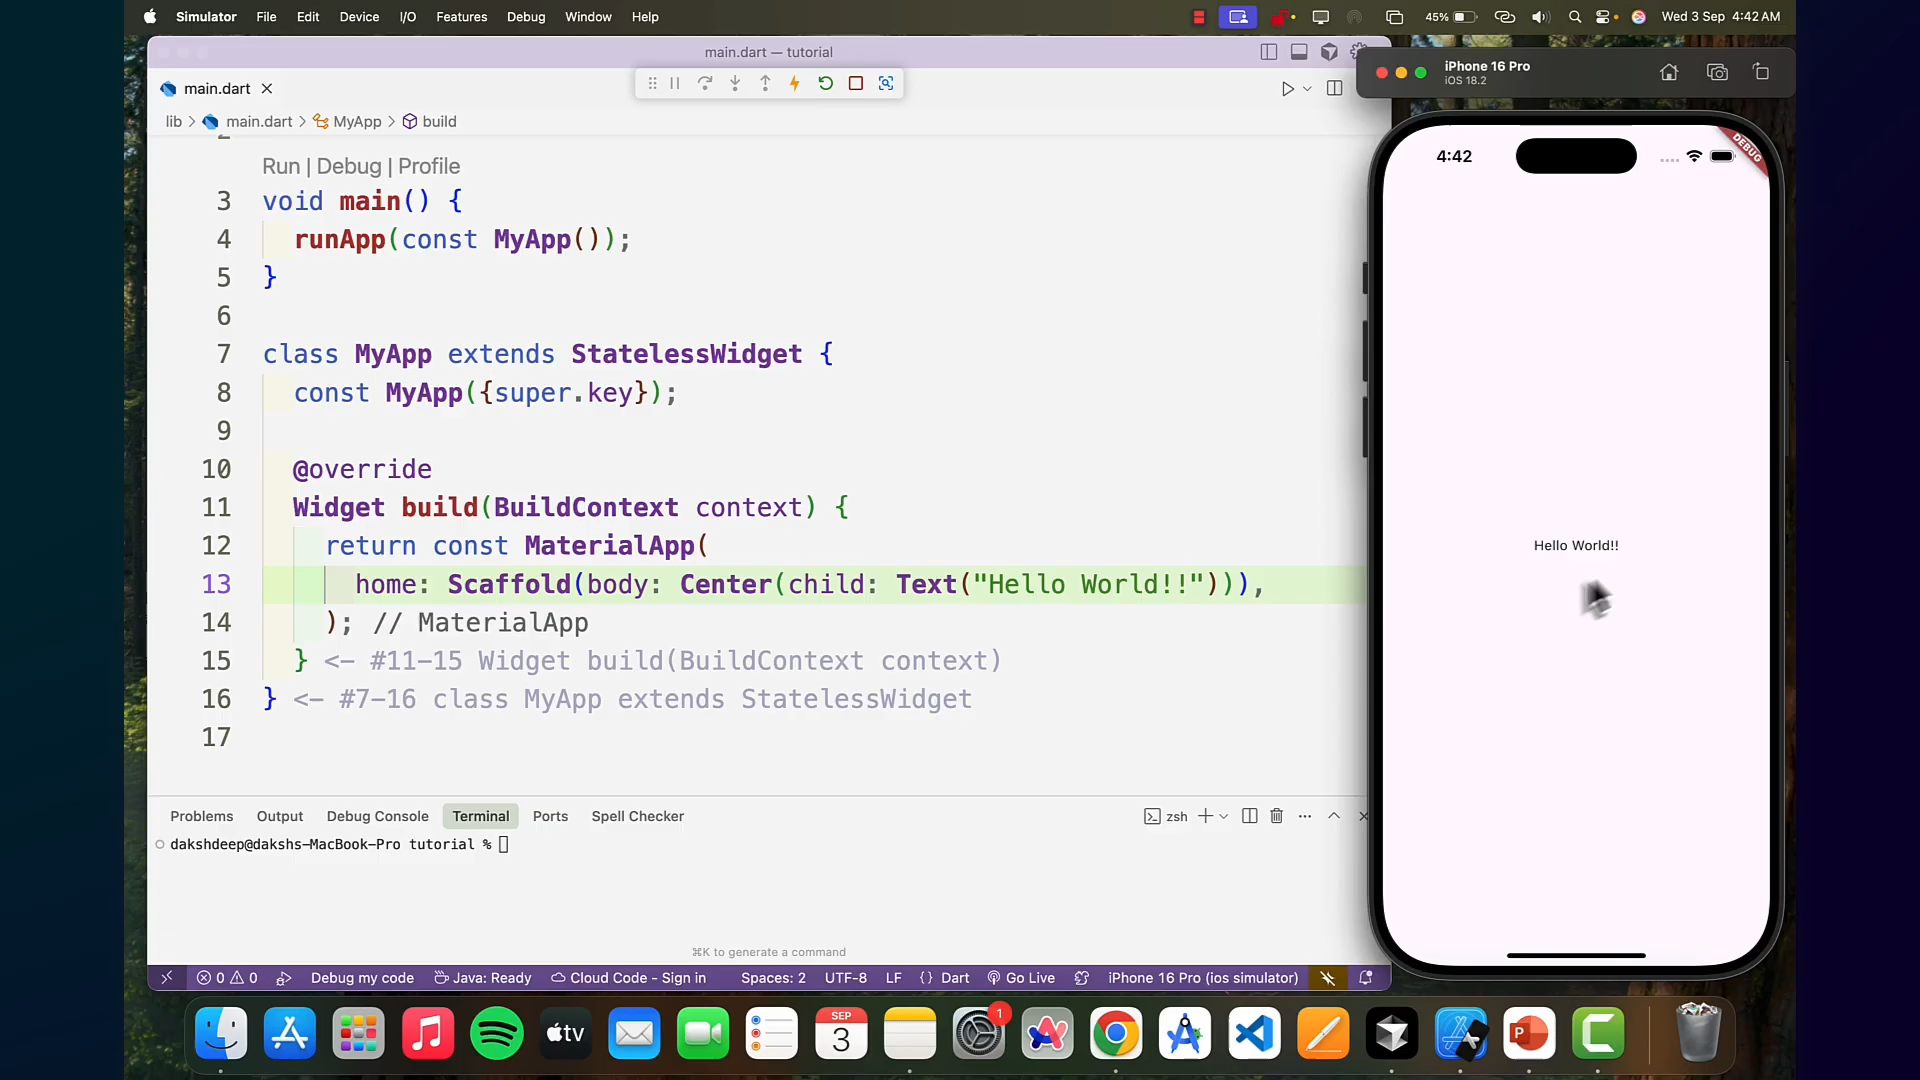 Simulator File Edit Device I/O Features Debug Window Help
45% Wed 3 Sep 4:42 AM
main.dart — tutorial
main.dart
lib > main.dart > MyApp > build
Run | Debug | Profile
2
3 void main() {
4 runApp(const MyApp());
5 }
6
7 class MyApp extends StatelessWidget {
8 const MyApp({super.key});
9
10 @override
11 Widget build(BuildContext context) {
12 return const MaterialApp(
13 home: Scaffold(body: Center(child: Text("Hello World!!"))),
14 ); // MaterialApp
15 } <- #11-15 Widget build(BuildContext context)
16 } <- #7-16 class MyApp extends StatelessWidget
17
Problems Output Debug Console Terminal Ports Spell Checker
zsh
dakshdeep@dakshs-MacBook-Pro tutorial %
⌘K to generate a command
0 0 Debug my code Java: Ready Cloud Code - Sign in Spaces: 2 UTF-8 LF {} Dart Go Live iPhone 16 Pro (ios simulator)
iPhone 16 Pro
iOS 18.2
4:42
DEBUG
Hello World!!
SEP
3
tv
1
P